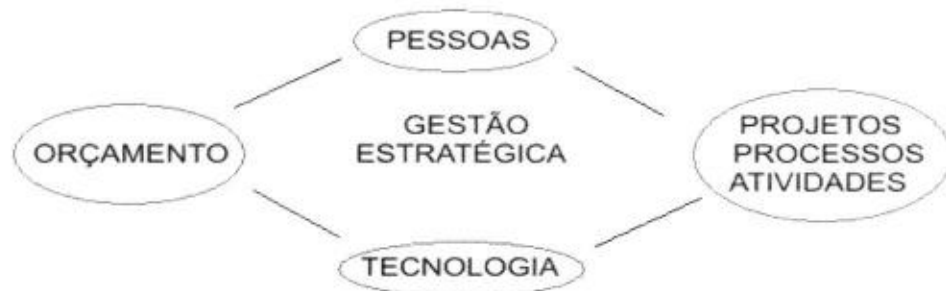 PESSOAS
ORÇAMENTO
GESTÃO
ESTRATÉGICA
PROJETOS
PROCESSOS
ATIVIDADES
TECNOLOGIA